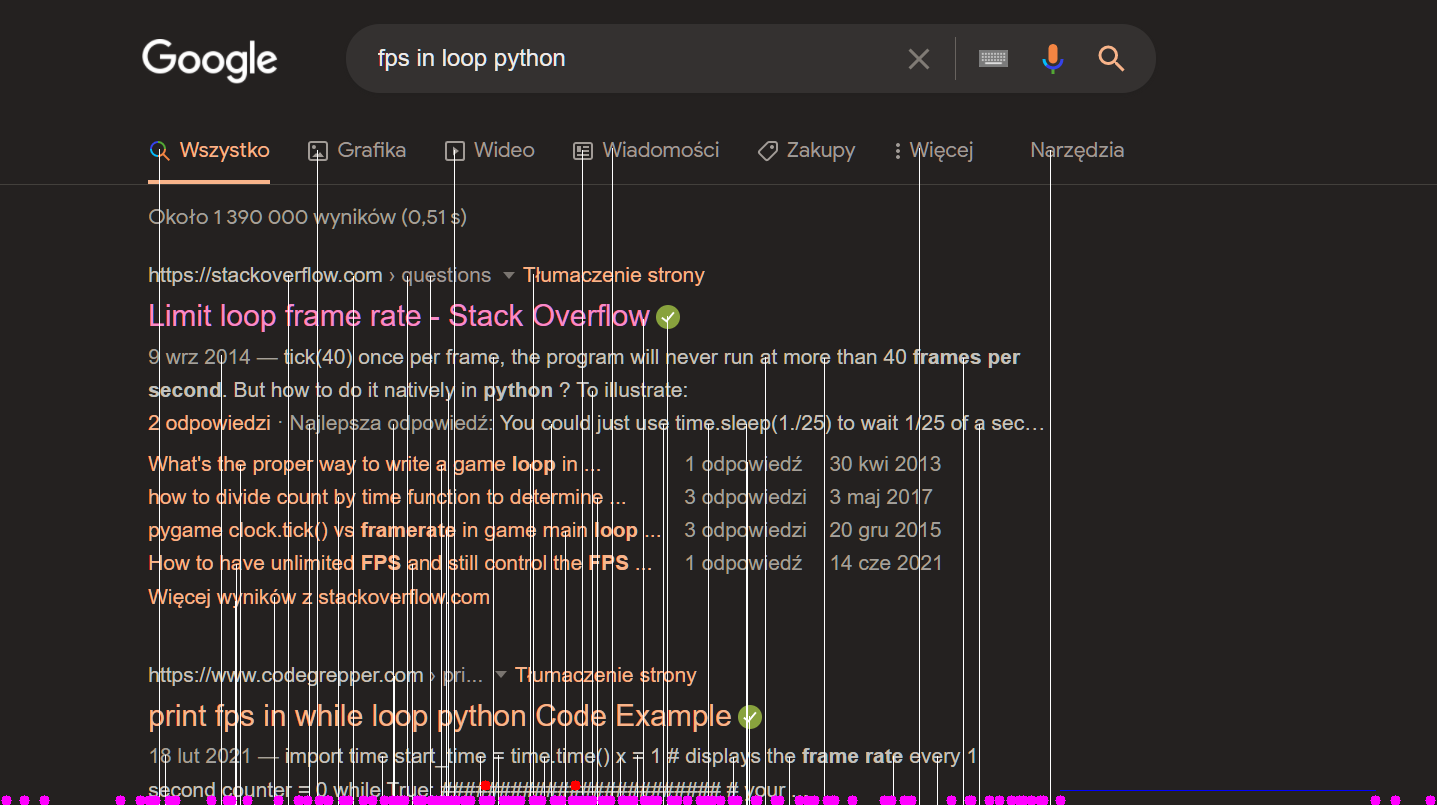 Google
fps in loop python
Wszystko Grafika Wideo Wiadomości Zakupy Więcej Narzędzia
Około 1 390 000 wyników (0,51 s)
https://stackoverflow.com › questions Tłumaczenie strony
Limit loop frame rate - Stack Overflow
9 wrz 2014 — tick(40) once per frame, the program will never run at more than 40 frames per
second. But how to do it natively in python ? To illustrate:
2 odpowiedzi · Najlepsza odpowiedź: You could just use time.sleep(1./25) to wait 1/25 of a sec…
What's the proper way to write a game loop in ... 1 odpowiedź 30 kwi 2013
how to divide count by time function to determine ... 3 odpowiedzi 3 maj 2017
pygame clock.tick() vs framerate in game main loop ... 3 odpowiedzi 20 gru 2015
How to have unlimited FPS and still control the FPS ... 1 odpowiedź 14 cze 2021
Więcej wyników z stackoverflow.com
https://www.codegrepper.com › pri... Tłumaczenie strony
print fps in while loop python Code Example
18 lut 2021 — import time start_time = time.time() x = 1 # displays the frame rate every 1
second counter = 0 while True: ######################### # your ...